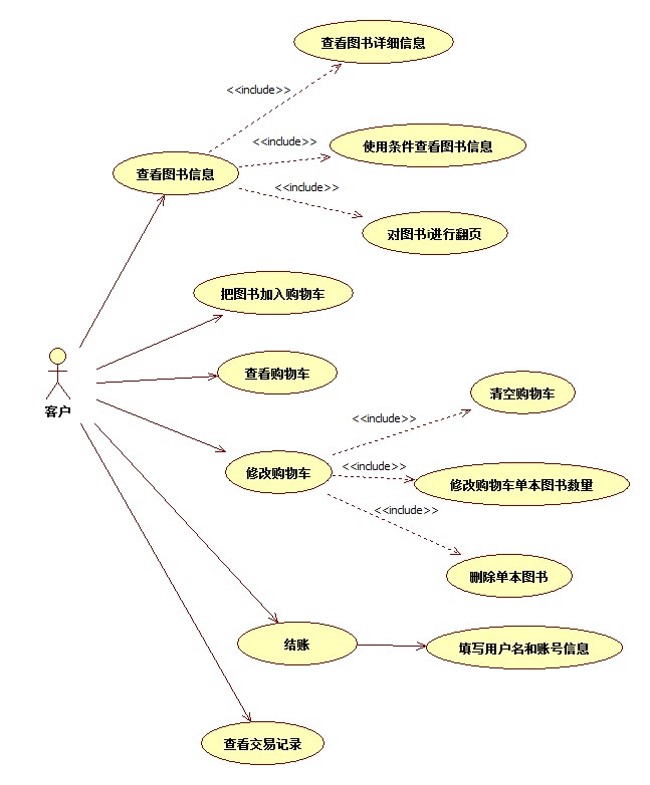 查看图书详细信息
<<include>>
<<include>>
使用条件查看图书信息
查看图书信息
<<include>>
对图书进行翻页
把图书加入购物车
查看购物车
客户
清空购物车
<<include>>
修改购物车
<<include>>
修改购物车单本图书数量
<<include>>
删除单本图书
结账
填写用户名和账号信息
查看交易记录